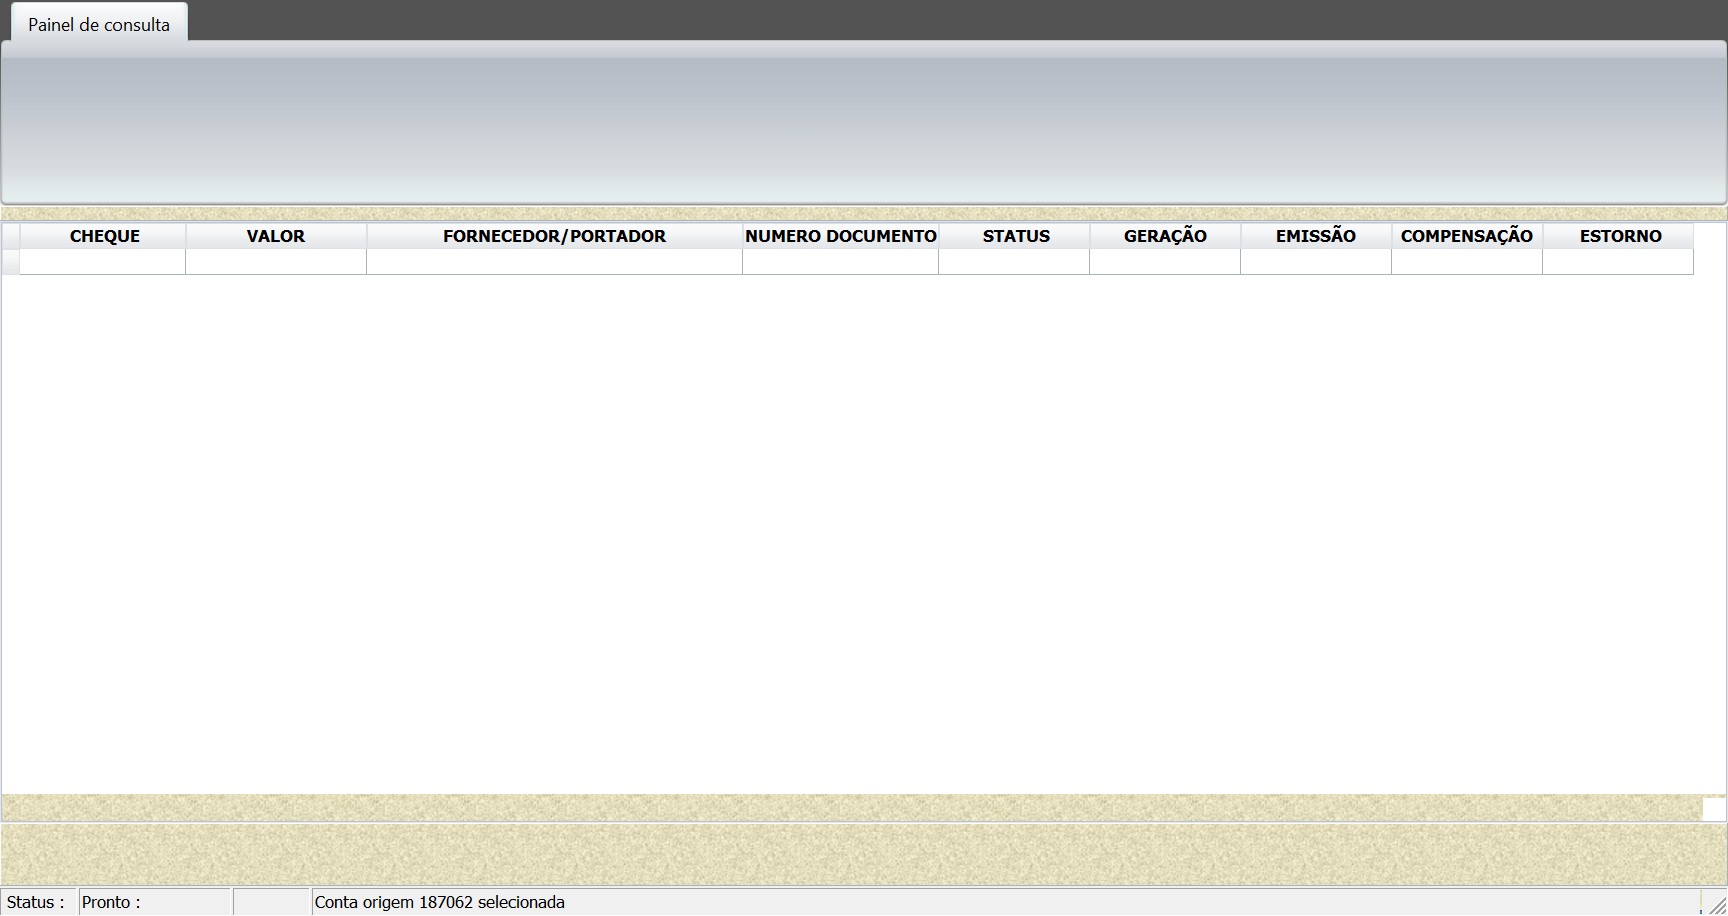 Painel de consulta
CHEQUE VALOR FORNECEDOR/PORTADOR NUMERO DOCUMENTO STATUS GERAÇÃO EMISSÃO COMPENSAÇÃO ESTORNO
Status : Pronto : Conta origem 187062 selecionada